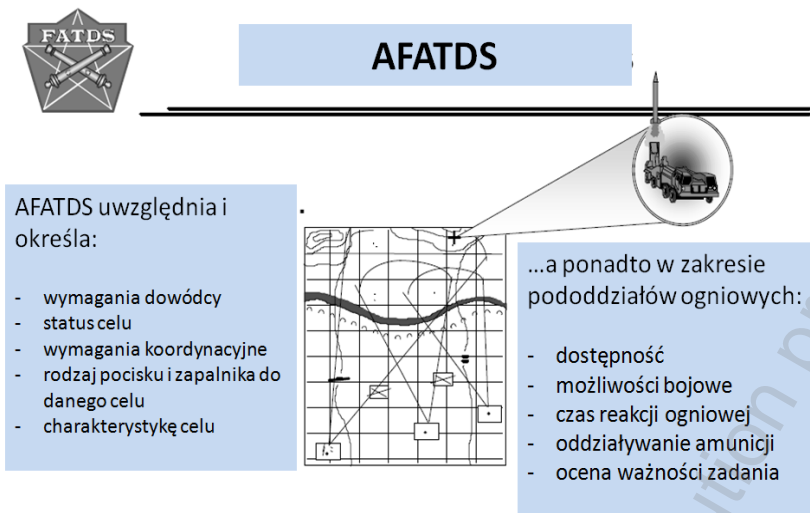 FATDS
AFATDS
AFATDS uwzględnia i
określa:
- wymagania dowódcy
- status celu
- wymagania koordynacyjne
- rodzaj pocisku i zapalnika do
danego celu
- charakterystykę celu
...a ponadto w zakresie
pododdziałów ogniowych:
- dostępność
- możliwości bojowe
- czas reakcji ogniowej
- oddziaływanie amunicji
- ocena ważności zadania